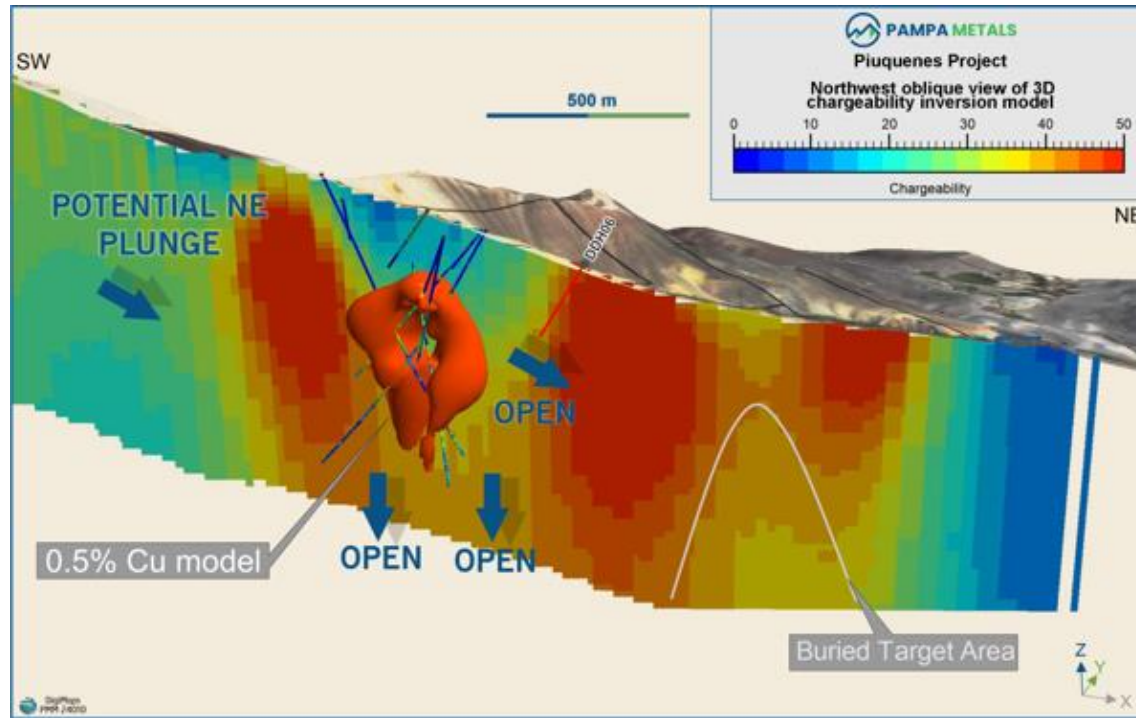 PAMPA METALS
Piuquenes Project
Northwest oblique view of 3D
chargeability inversion model
0 10 20 30 40 50
Chargeability
SW
500 m
NE
POTENTIAL NE
PLUNGE
DDH06
OPEN
0.5% Cu model
OPEN
OPEN
Buried Target Area
Z
Y
X
DigiMaps